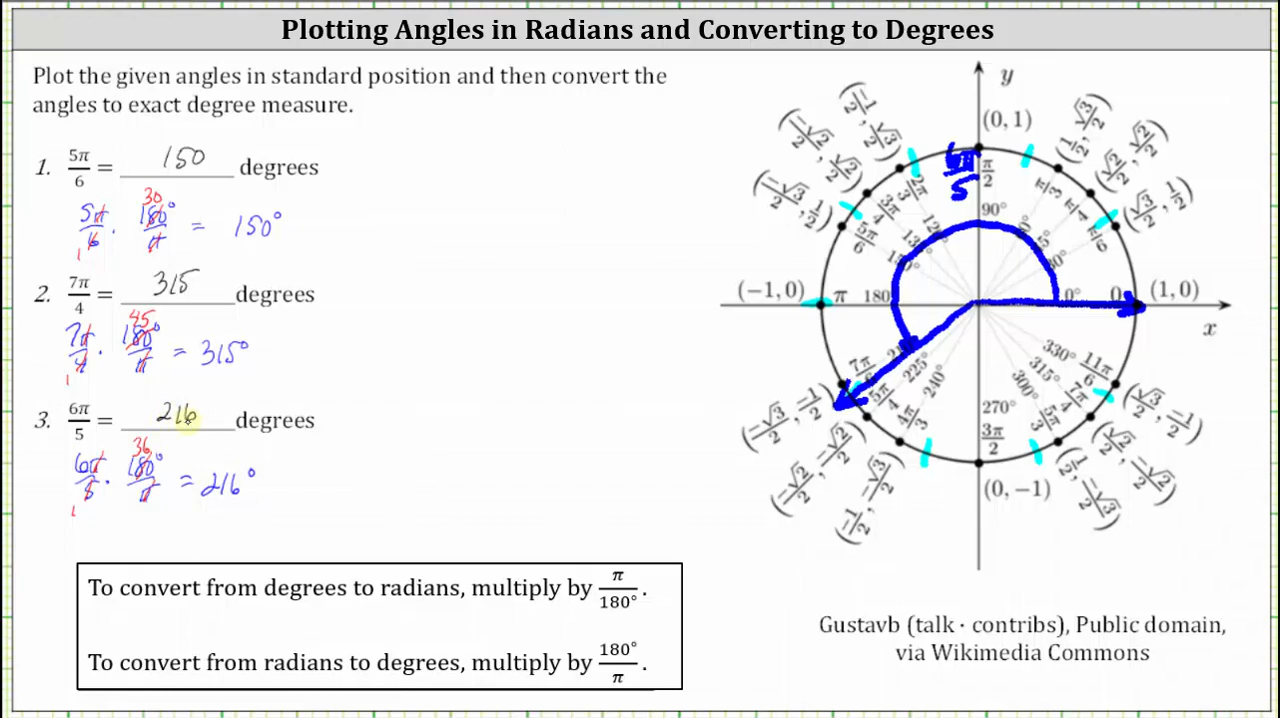 Plotting Angles in Radians and Converting to Degrees
Plot the given angles in standard position and then convert the
angles to exact degree measure.
1. 5π/6 = 150 degrees
30
5π/6 · 180°/π = 150°
1
2. 7π/4 = 315 degrees
45
7π/4 · 180°/π = 315°
1
3. 6π/5 = 216 degrees
36
6π/5 · 180°/π = 216°
1
To convert from degrees to radians, multiply by π/180°.
To convert from radians to degrees, multiply by 180°/π.
y
(0, 1)
(-1/2, √3/2)
(1/2, √3/2)
(-√2/2, √2/2)
(√2/2, √2/2)
(-√3/2, 1/2)
(√3/2, 1/2)
6π/5
π/2
2π/3
π/3
3π/4
π/4
5π/6
π/6
90°
(−1, 0)
π
180
0°
0
(1, 0)
x
7π/6
225°
330°
11π/6
5π/4
240°
315°
7π/4
4π/3
300°
5π/3
270°
3π/2
(-√3/2, -1/2)
(√3/2, -1/2)
(-√2/2, -√2/2)
(√2/2, -√2/2)
(-1/2, -√3/2)
(1/2, -√3/2)
(0, −1)
Gustavb (talk · contribs), Public domain,
via Wikimedia Commons